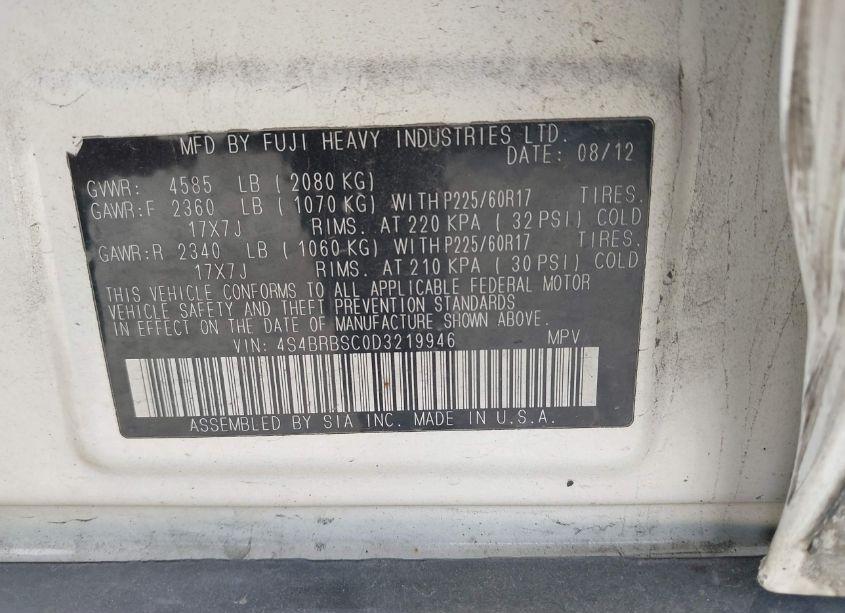 MFD BY FUJI HEAVY INDUSTRIES LTD.
DATE: 08/12
GVWR: 4585 LB ( 2080 KG)
GAWR:F 2360 LB ( 1070 KG) WITH P225/60R17 TIRES.
17X7J RIMS. AT 220 KPA ( 32 PSI) COLD
GAWR:R 2340 LB ( 1060 KG) WITH P225/60R17 TIRES.
17X7J RIMS. AT 210 KPA ( 30 PSI) COLD
THIS VEHICLE CONFORMS TO ALL APPLICABLE FEDERAL MOTOR
VEHICLE SAFETY AND THEFT PREVENTION STANDARDS
IN EFFECT ON THE DATE OF MANUFACTURE SHOWN ABOVE.
VIN: 4S4BRBSC0D3219946 MPV
ASSEMBLED BY SIA INC. MADE IN U.S.A.